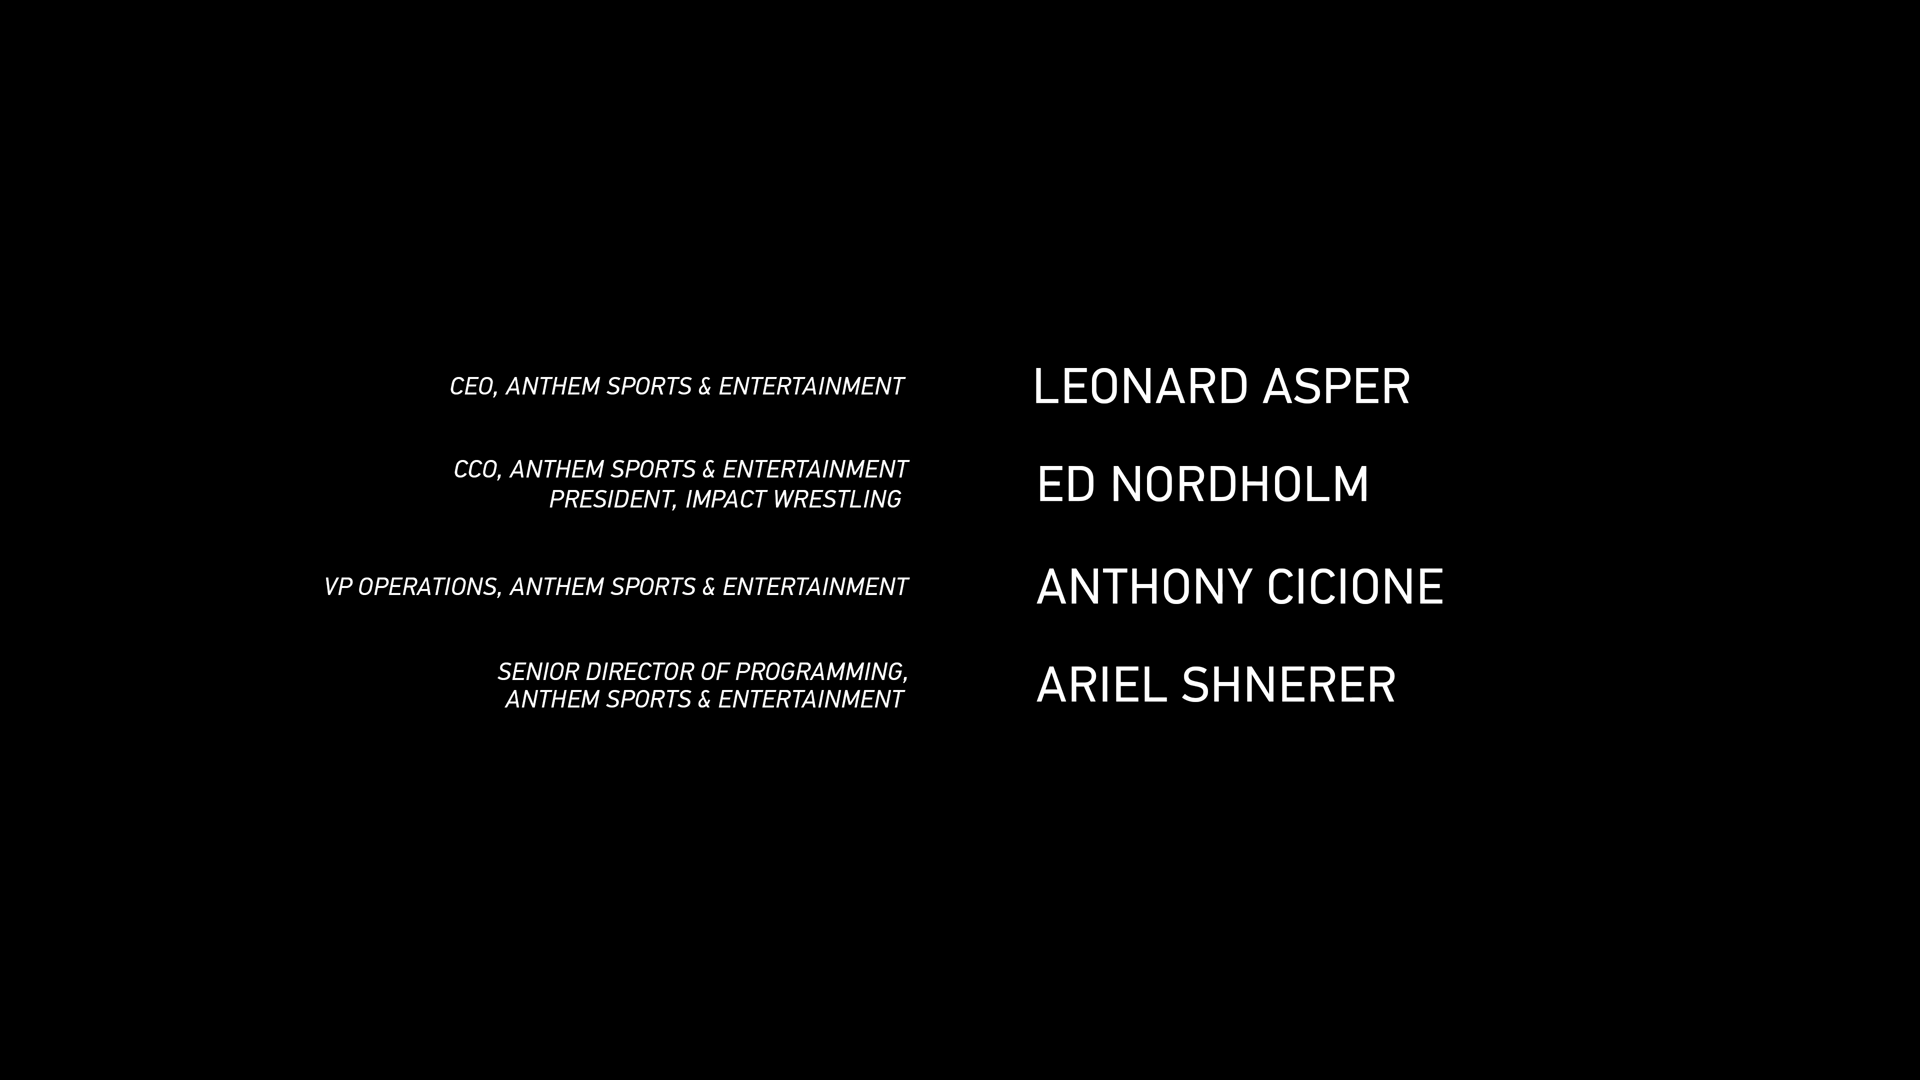 CEO, ANTHEM SPORTS & ENTERTAINMENT LEONARD ASPER
CCO, ANTHEM SPORTS & ENTERTAINMENT
PRESIDENT, IMPACT WRESTLING
ED NORDHOLM
VP OPERATIONS, ANTHEM SPORTS & ENTERTAINMENT ANTHONY CICIONE
SENIOR DIRECTOR OF PROGRAMMING,
ANTHEM SPORTS & ENTERTAINMENT
ARIEL SHNERER